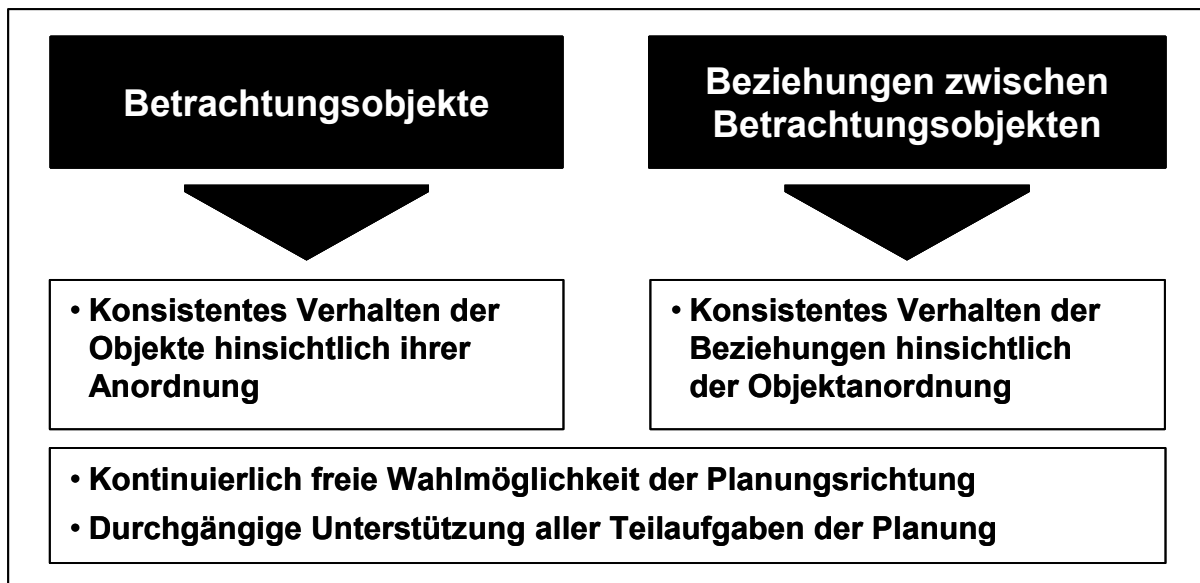 Betrachtungsobjekte
Beziehungen zwischen
Betrachtungsobjekten
• Konsistentes Verhalten der
Objekte hinsichtlich ihrer
Anordnung
• Konsistentes Verhalten der
Beziehungen hinsichtlich
der Objektanordnung
• Kontinuierlich freie Wahlmöglichkeit der Planungsrichtung
• Durchgängige Unterstützung aller Teilaufgaben der Planung